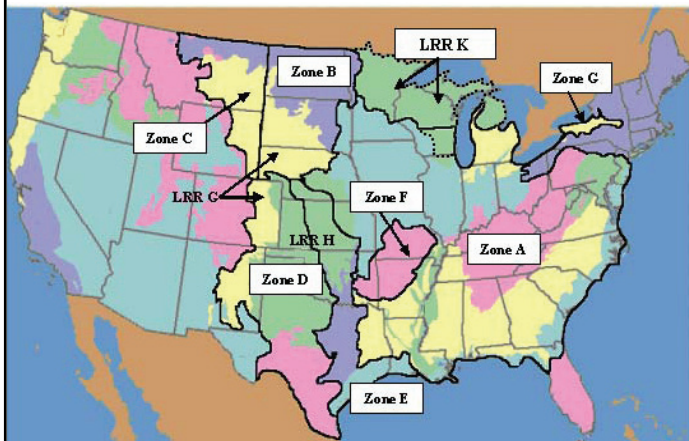 LRR K
Zone B
Zone G
Zone C
LRR G
Zone F
LRR H
Zone A
Zone D
Zone E